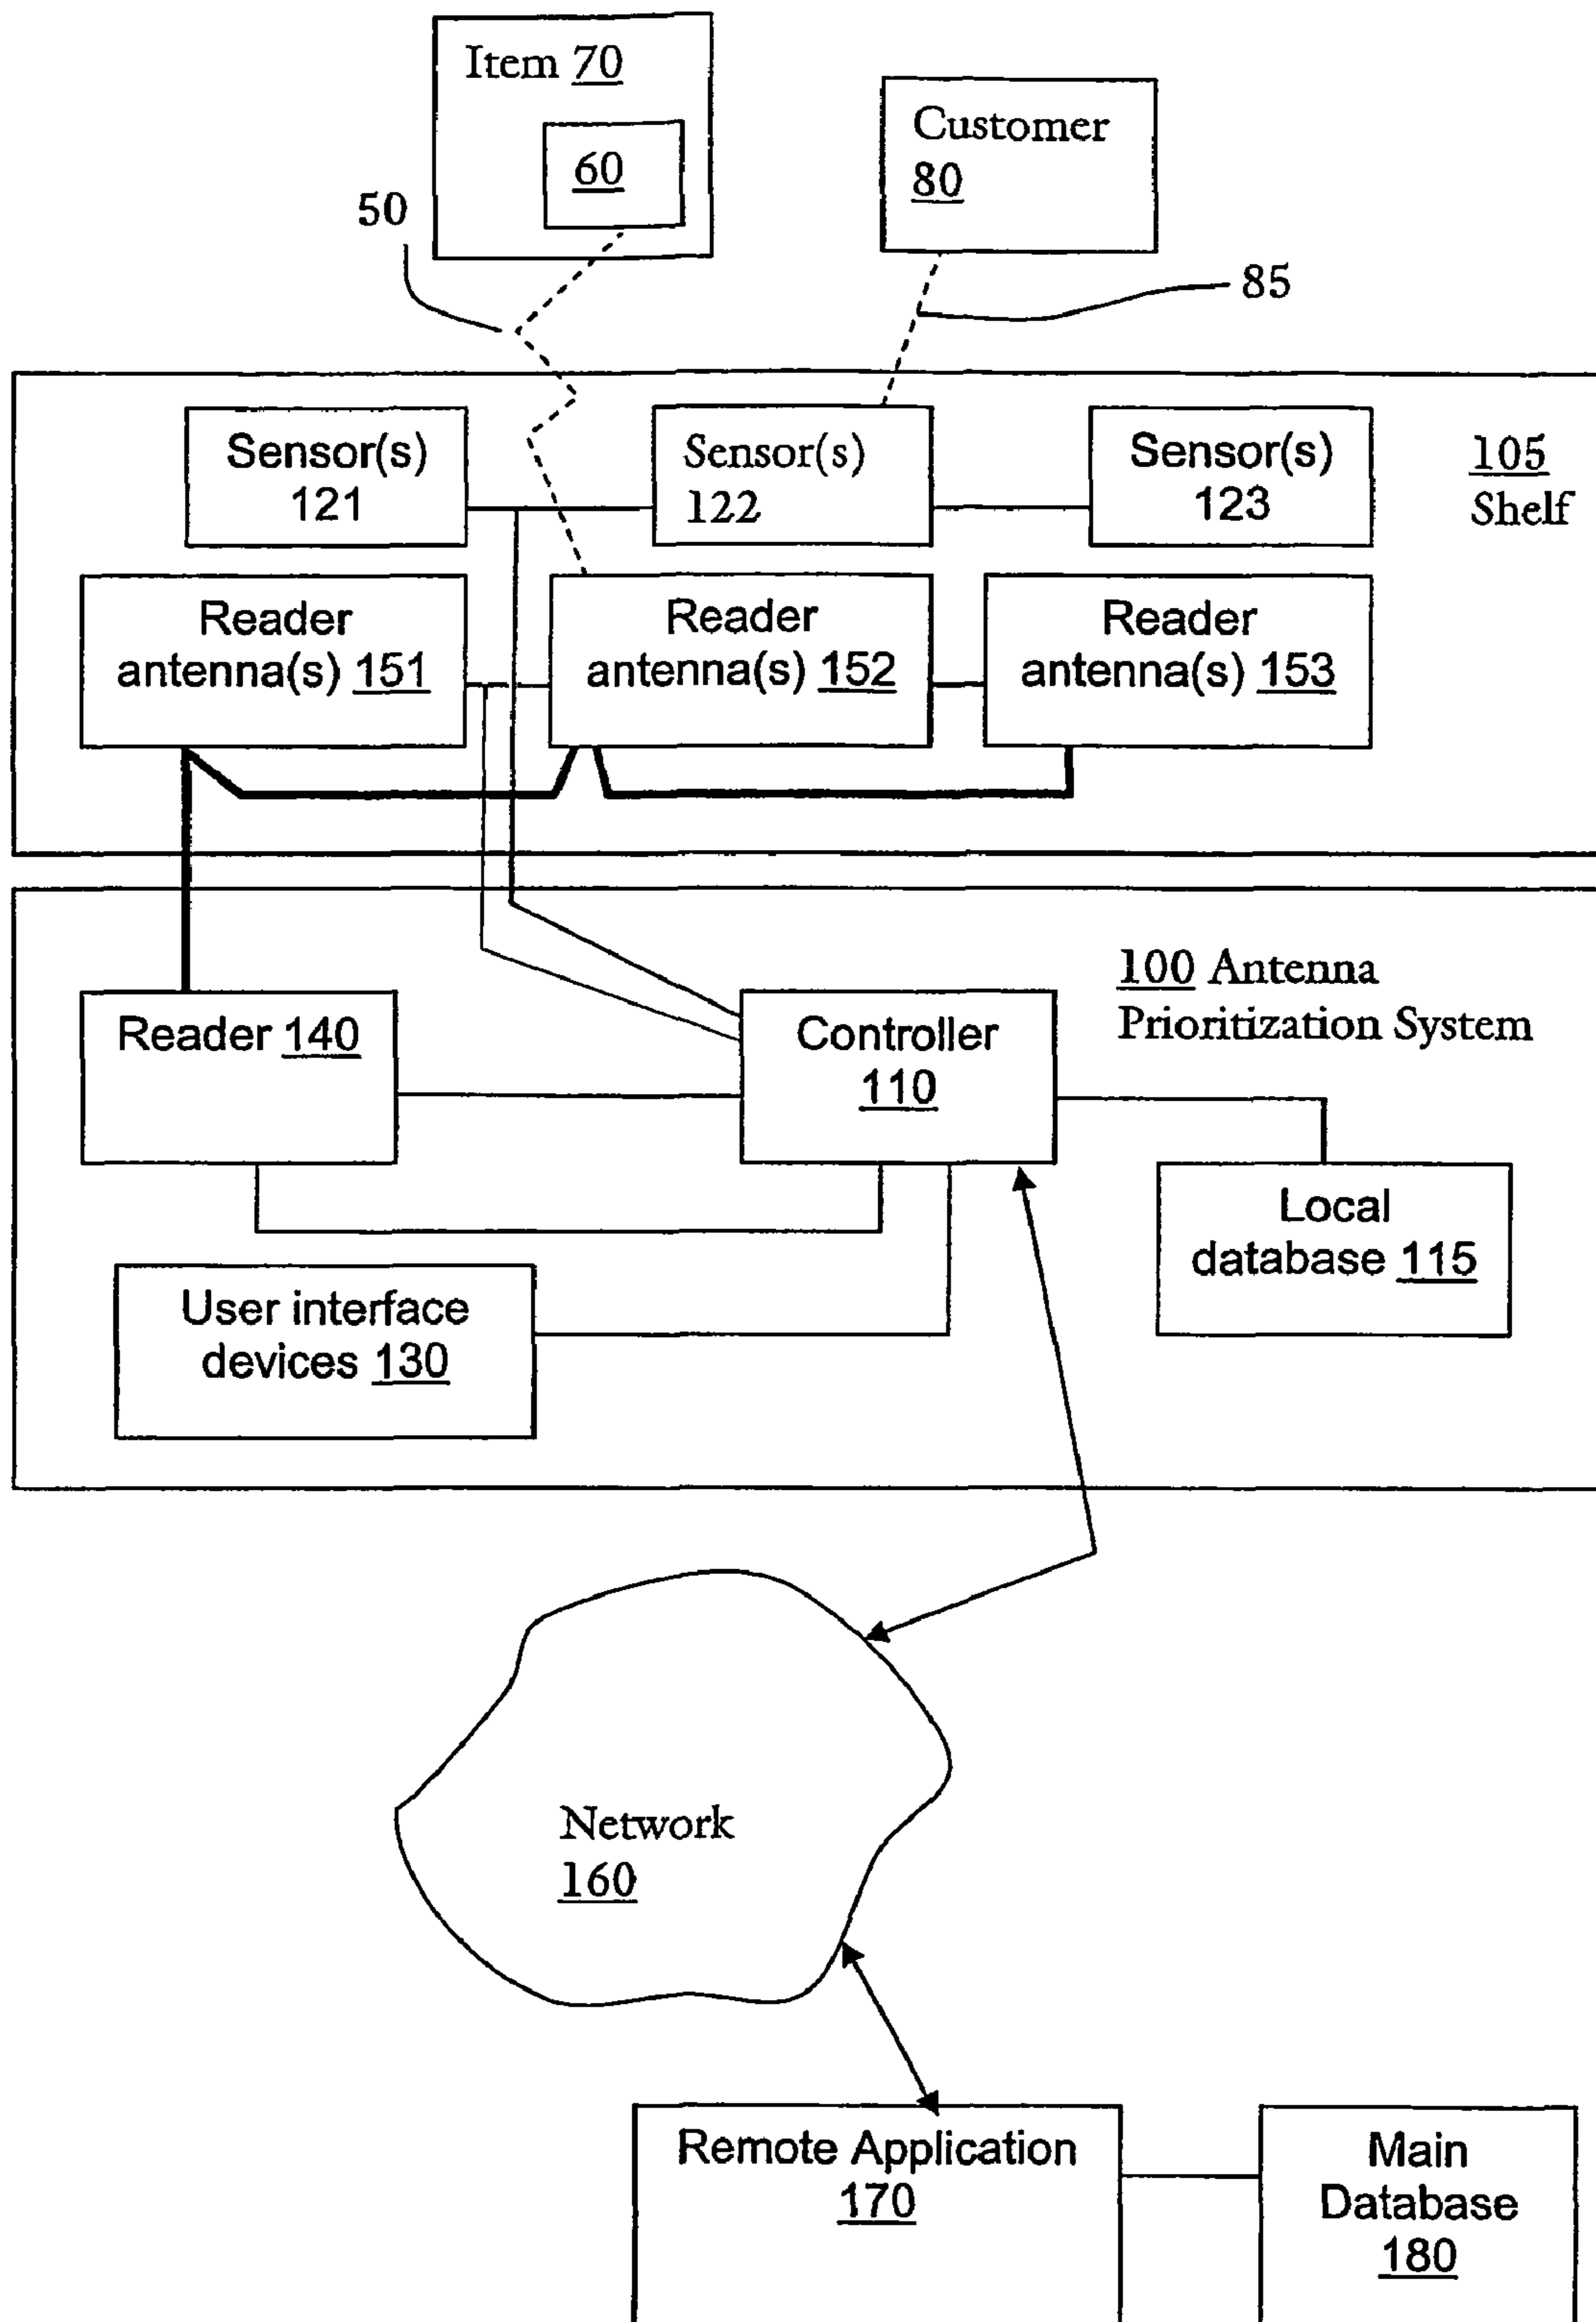 Item 70
60
Customer
80
50
85
Sensor(s)
121
Sensor(s)
122
Sensor(s)
123
105
Shelf
Reader
antenna(s) 151
Reader
antenna(s) 152
Reader
antenna(s) 153
100 Antenna
Prioritization System
Reader 140
Controller
110
Local
database 115
User interface
devices 130
Network
160
Remote Application
170
Main
Database
180